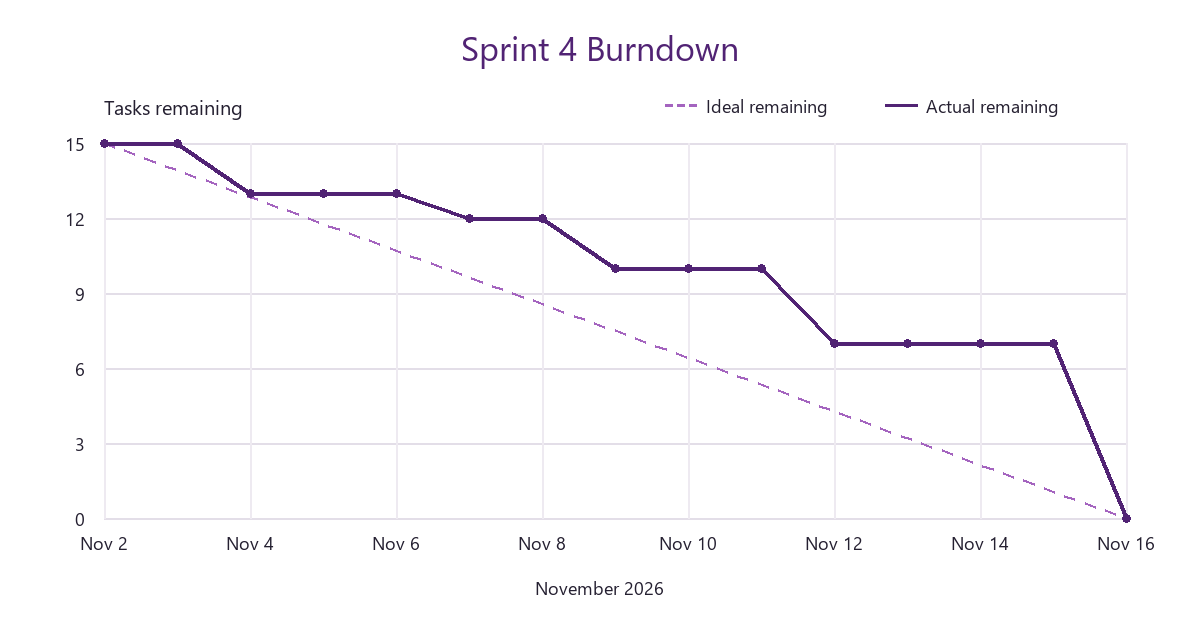 Sprint 4 Burndown
Tasks remaining
Ideal remaining
Actual remaining
15
12
9
6
3
0
Nov 2
Nov 4
Nov 6
Nov 8
Nov 10
Nov 12
Nov 14
Nov 16
November 2026